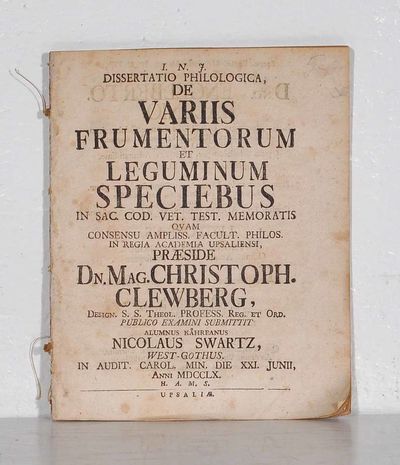 I. N. J.
DISSERTATIO PHILOLOGICA,
DE
VARIIS
FRUMENTORUM
ET
LEGUMINUM
SPECIEBUS
IN SAC. COD. VET. TEST. MEMORATIS
QVAM
CONSENSU AMPLISS. FACULT. PHILOS.
IN REGIA ACADEMIA UPSALIENSI,
PRÆSIDE
DN. MAG. CHRISTOPH.
CLEWBERG,
DESIGN. S. S. THEOL. PROFESS. REG. ET ORD.
PUBLICO EXAMINI SUBMITTIT
ALUMNUS KÅHREANUS
NICOLAUS SWARTZ,
WEST-GOTHUS.
IN AUDIT. CAROL. MIN. DIE XXI. JUNII,
ANNI MDCCLX.
H. A. M. S.
UPSALIÆ.